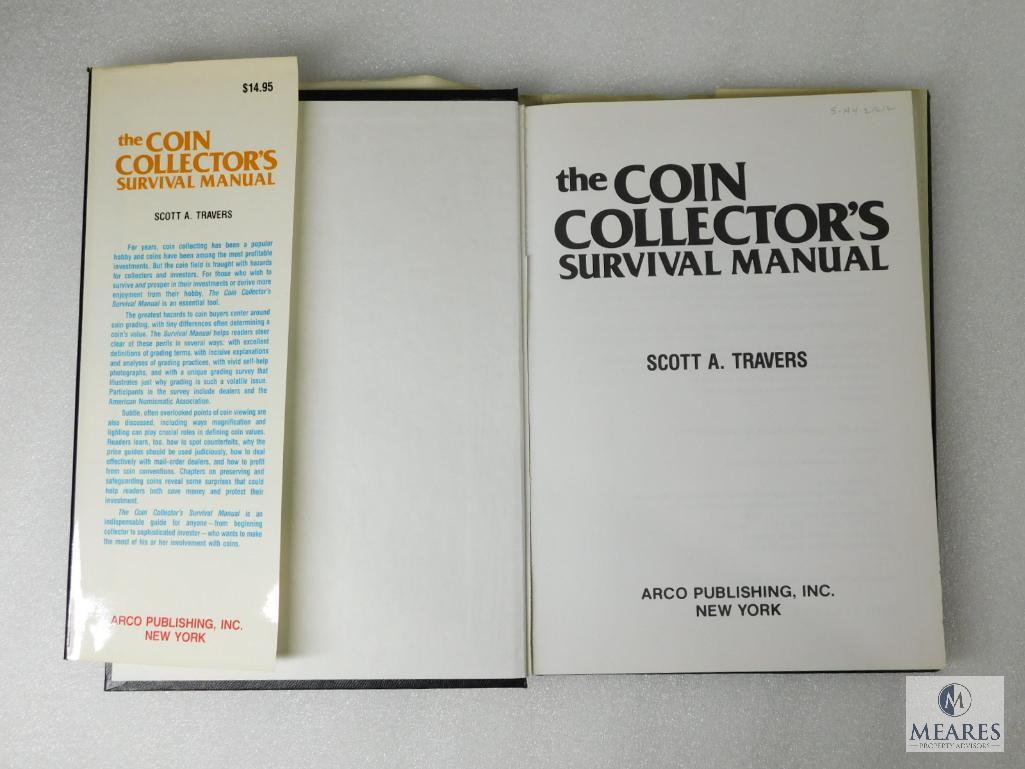 $14.95
the COIN
COLLECTOR'S
SURVIVAL MANUAL
SCOTT A. TRAVERS
For years, coin collecting has been a popular
hobby and coins have been among the most profitable
investments. But the coin field is fraught with hazards
for collectors and investors. For those who wish to
survive and prosper in their investments or derive more
enjoyment from their hobby, The Coin Collector's
Survival Manual is an essential tool.
The greatest hazards to coin buyers center around
coin grading, with tiny differences often determining a
coin's value. The Survival Manual helps readers steer
clear of these perils in several ways: with excellent
definitions of grading terms, with incisive explanations
and analyses of grading practices, with vivid self-help
photographs, and with a unique grading survey that
illustrates just why grading is such a volatile issue.
Participants in the survey include dealers and the
American Numismatic Association.
Subtle, often overlooked points of coin viewing are
also discussed, including ways magnification and
lighting can play crucial roles in defining coin values.
Readers learn, too, how to spot counterfeits, why the
price guides should be used judiciously, how to deal
effectively with mail-order dealers, and how to profit
from coin conventions. Chapters on preserving and
safeguarding coins reveal some surprises that could
help readers both save money and protect their
investment.
The Coin Collector's Survival Manual is an
indispensable guide for anyone—from beginning
collector to sophisticated investor—who wants to make
the most of his or her involvement with coins.
ARCO PUBLISHING, INC.
NEW YORK
the COIN
COLLECTOR'S
SURVIVAL MANUAL
SCOTT A. TRAVERS
ARCO PUBLISHING, INC.
NEW YORK
M
MEARES
PROPERTY ADVISORS